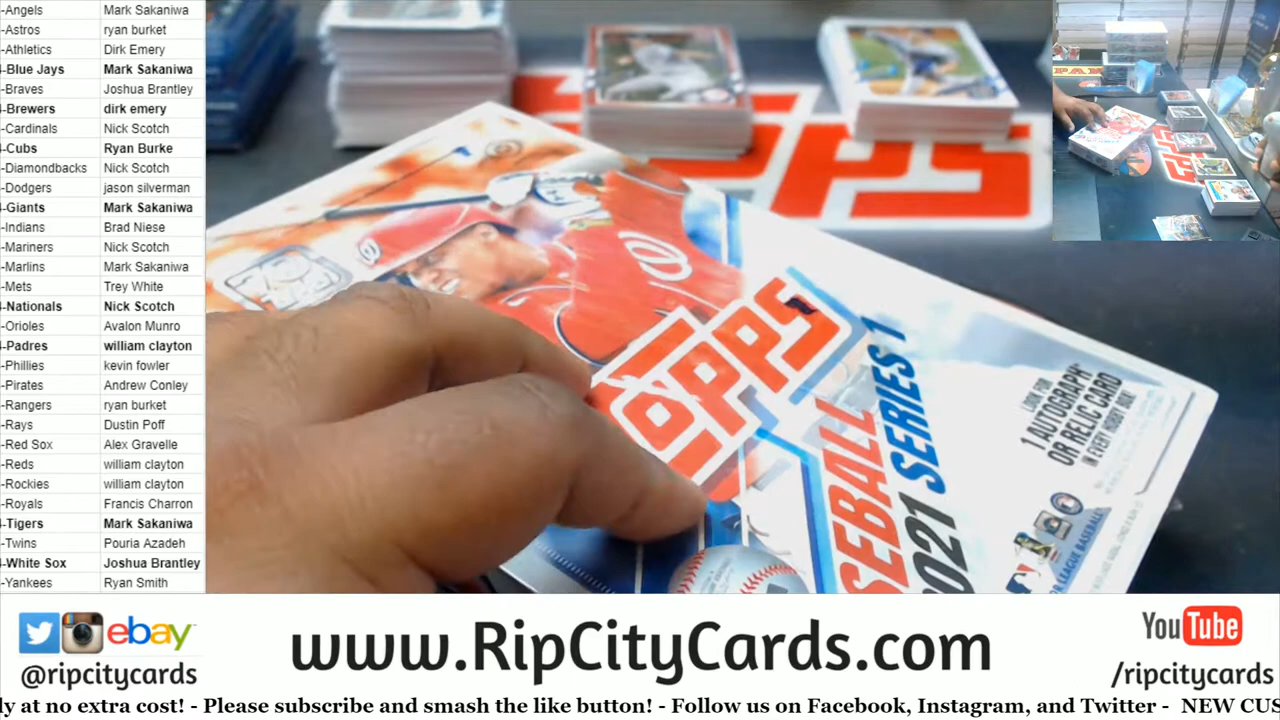 -Angels Mark Sakaniwa
-Astros ryan burket
-Athletics Dirk Emery
-Blue Jays Mark Sakaniwa
-Braves Joshua Brantley
-Brewers dirk emery
-Cardinals Nick Scotch
-Cubs Ryan Burke
-Diamondbacks Nick Scotch
-Dodgers jason silverman
-Giants Mark Sakaniwa
-Indians Brad Niese
-Mariners Nick Scotch
-Marlins Mark Sakaniwa
-Mets Trey White
-Nationals Nick Scotch
-Orioles Avalon Munro
-Padres william clayton
-Phillies kevin fowler
-Pirates Andrew Conley
-Rangers ryan burket
-Rays Dustin Poff
-Red Sox Alex Gravelle
-Reds william clayton
-Rockies william clayton
-Royals Francis Charron
-Tigers Mark Sakaniwa
-Twins Pouria Azadeh
-White Sox Joshua Brantley
-Yankees Ryan Smith
OPPS
TOPPS
SEBALL
2021 SERIES 1
LOOK FOR
1 AUTOGRAPH
OR RELIC CARD
IN EVERY HOBBY BOX!
OR LEAGUE BASEBALL
ebay
@ripcitycards
www.RipCityCards.com
YouTube
/ripcitycards
ly at no extra cost! - Please subscribe and smash the like button! - Follow us on Facebook, Instagram, and Twitter - NEW CUS